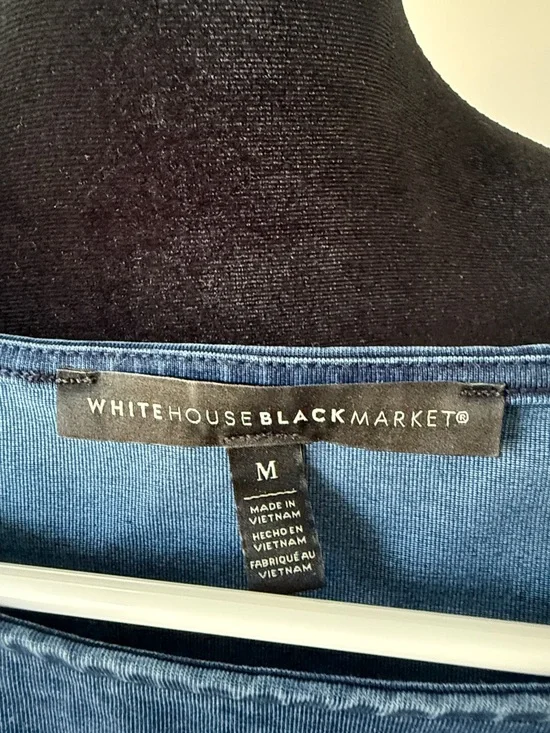 WHITEHOUSEBLACKMARKET®
M
MADE IN
VIETNAM
HECHO EN
VIETNAM
FABRIQUÉ AU
VIETNAM